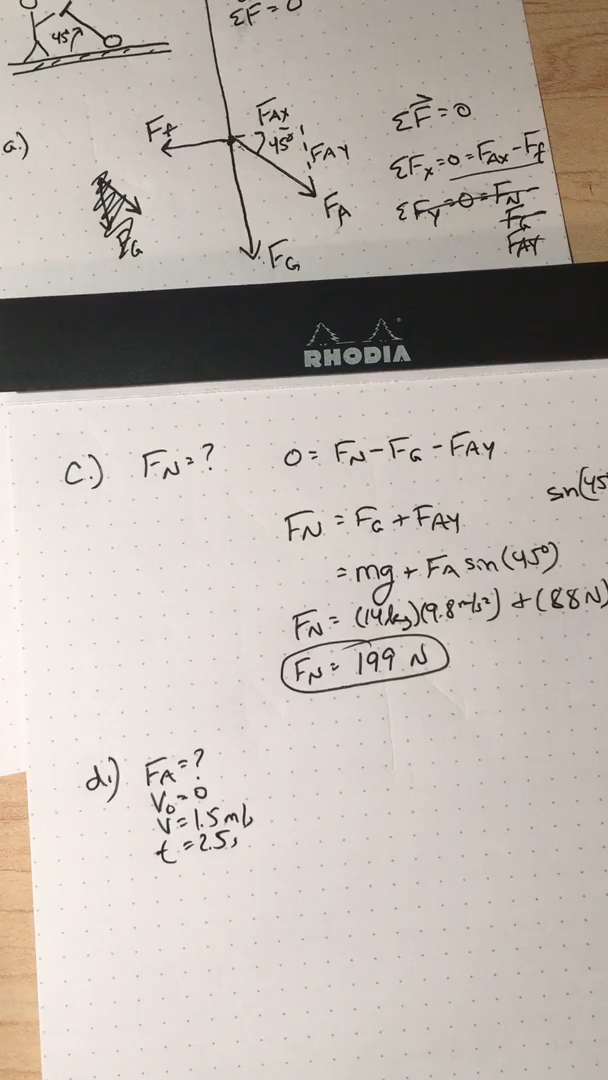 ΣF = 0
45°
a.)
Ff
FAX
45°
FAY
FA
FG
FG
ΣF⃗ = 0
ΣFx = 0 = FAX - Ff
ΣFY = 0 = FN -
FG
FAY
RHODIA
c.) FN = ? 0 = FN - FG - FAY
sin(45°
FN = FG + FAY
= mg + FA sin(45°)
FN = (14kg)(9.8 m/s²) + (88N)
FN = 199 N
d.) FA = ?
V₀ = 0
V = 1.5 m/s
t = 2.5s